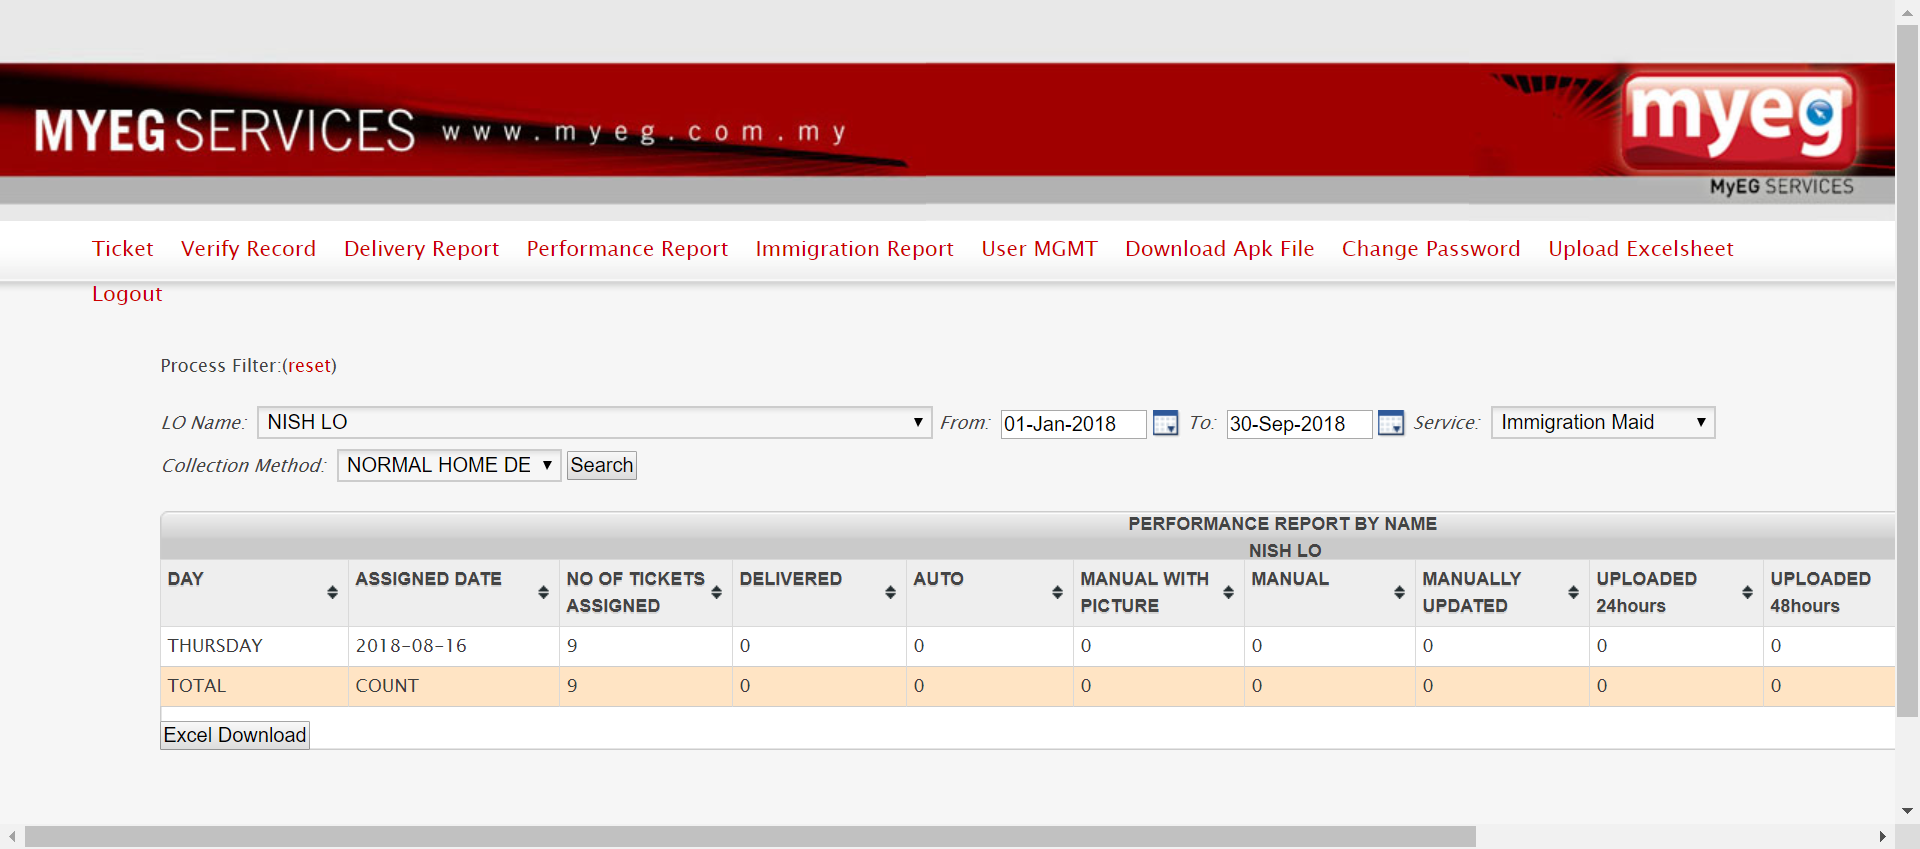 MYEG SERVICES www.myeg.com.my
myeg
MyEG SERVICES
Ticket Verify Record Delivery Report Performance Report Immigration Report User MGMT Download Apk File Change Password Upload Excelsheet
Logout
Process Filter:(reset)
LO Name: NISH LO From: 01-Jan-2018 To: 30-Sep-2018 Service: Immigration Maid
Collection Method: NORMAL HOME DE Search
PERFORMANCE REPORT BY NAME
NISH LO
DAY ASSIGNED DATE NO OF TICKETS ASSIGNED DELIVERED AUTO MANUAL WITH PICTURE MANUAL MANUALLY UPDATED UPLOADED 24hours UPLOADED 48hours
THURSDAY 2018-08-16 9 0 0 0 0 0 0 0
TOTAL COUNT 9 0 0 0 0 0 0 0
Excel Download